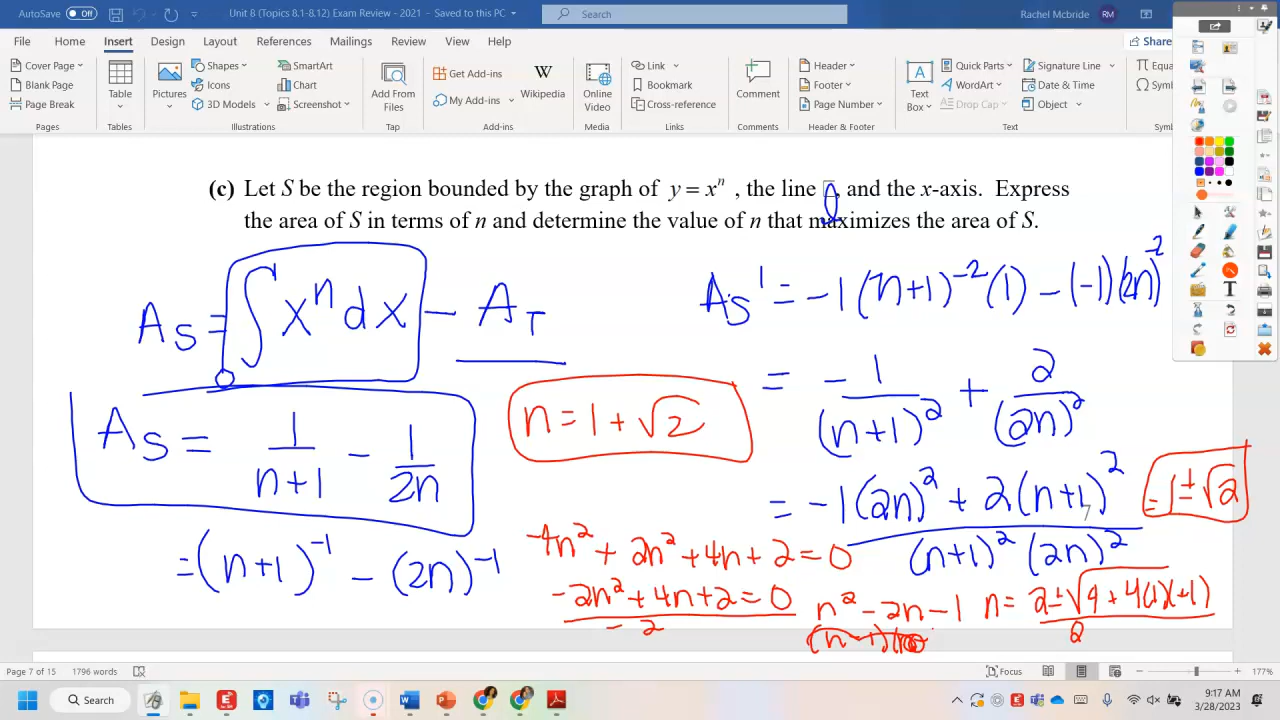 AutoSave Off Unit 8 (Topics 8.1-8.12) Exam Review - 2021 - Saved to this PC Search Rachel Mcbride RM
File Home Insert Design Layout References Mailings Review View Help Share
Cover Page Blank Page Page Break Pages
Table Tables
Pictures Shapes Icons 3D Models SmartArt Chart Screenshot Illustrations
Add From Files Tap
Get Add-ins My Add-ins Wikipedia Add-ins
Online Video Media
Link Bookmark Cross-reference Links
Comment Comments
Header Footer Page Number Header & Footer
A Text Box Quick Parts WordArt Drop Cap Signature Line Date & Time Object Text
π Equa Ω Symb Sym
(c) Let S be the region bounded by the graph of y = xⁿ , the line ℓ, and the x-axis. Express
the area of S in terms of n and determine the value of n that maximizes the area of S.
A_S = ∫₀ xⁿ dx − A_T
A_S = 1/(n+1) − 1/(2n)
= (n+1)⁻¹ − (2n)⁻¹
n = 1 + √2
A_S' = −1(n+1)⁻²(1) − (−1)(2n)⁻²
= − 1/(n+1)² + 2/(2n)²
= −1(2n)² + 2(n+1)² / (n+1)²(2n)²
= 1 ± √2
−4n² + 2n² + 4n + 2 = 0
−2n² + 4n + 2 = 0
−2
n² − 2n − 1
n = 2 ± √4 + 4(1)(+1) / 2
Page 7 of 15 1796 words Focus 177%
Search 9:17 AM
3/28/2023